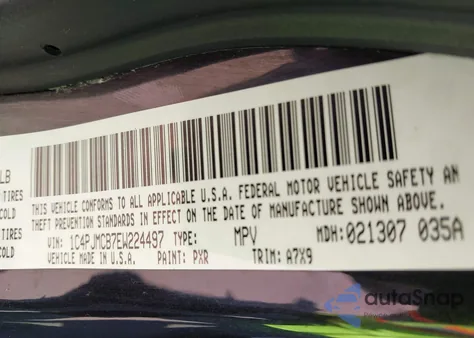 LB
TIRES
COLD
TIRES
COLD
THIS VEHICLE CONFORMS TO ALL APPLICABLE U.S.A. FEDERAL MOTOR VEHICLE SAFETY AN
THEFT PREVENTION STANDARDS IN EFFECT ON THE DATE OF MANUFACTURE SHOWN ABOVE.
VIN: 1C4PJMCB7EW224497 TYPE: MPV MDH:021307 035A
VEHICLE MADE IN U.S.A. PAINT: PXR TRIM: A7X9
autoSnap